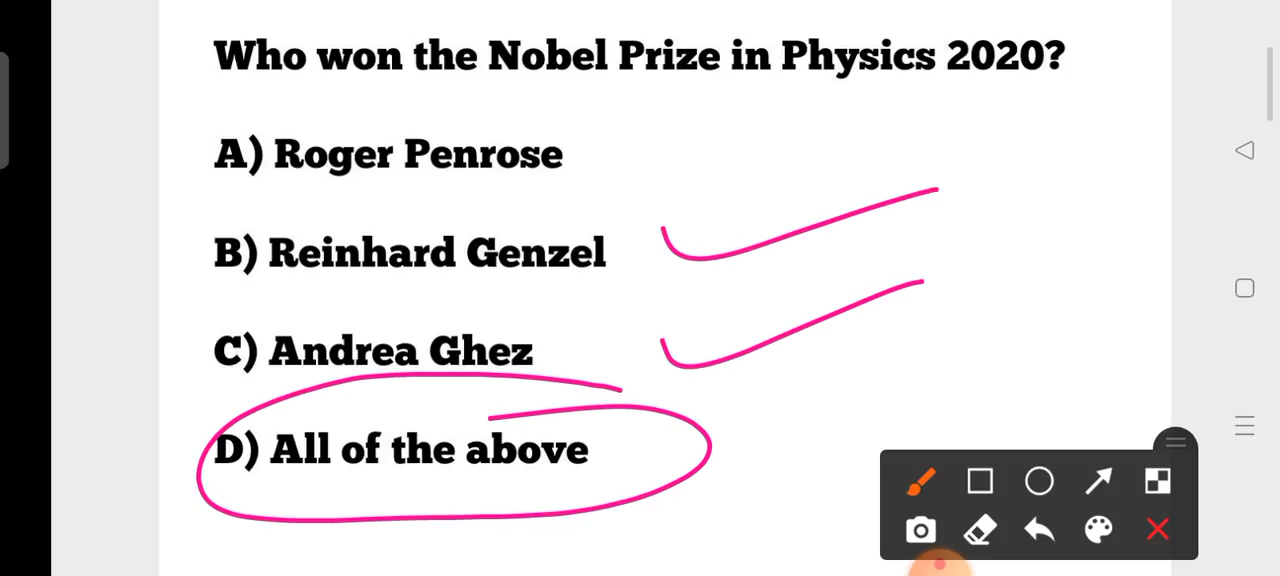 Who won the Nobel Prize in Physics 2020?
A) Roger Penrose
B) Reinhard Genzel
C) Andrea Ghez
D) All of the above